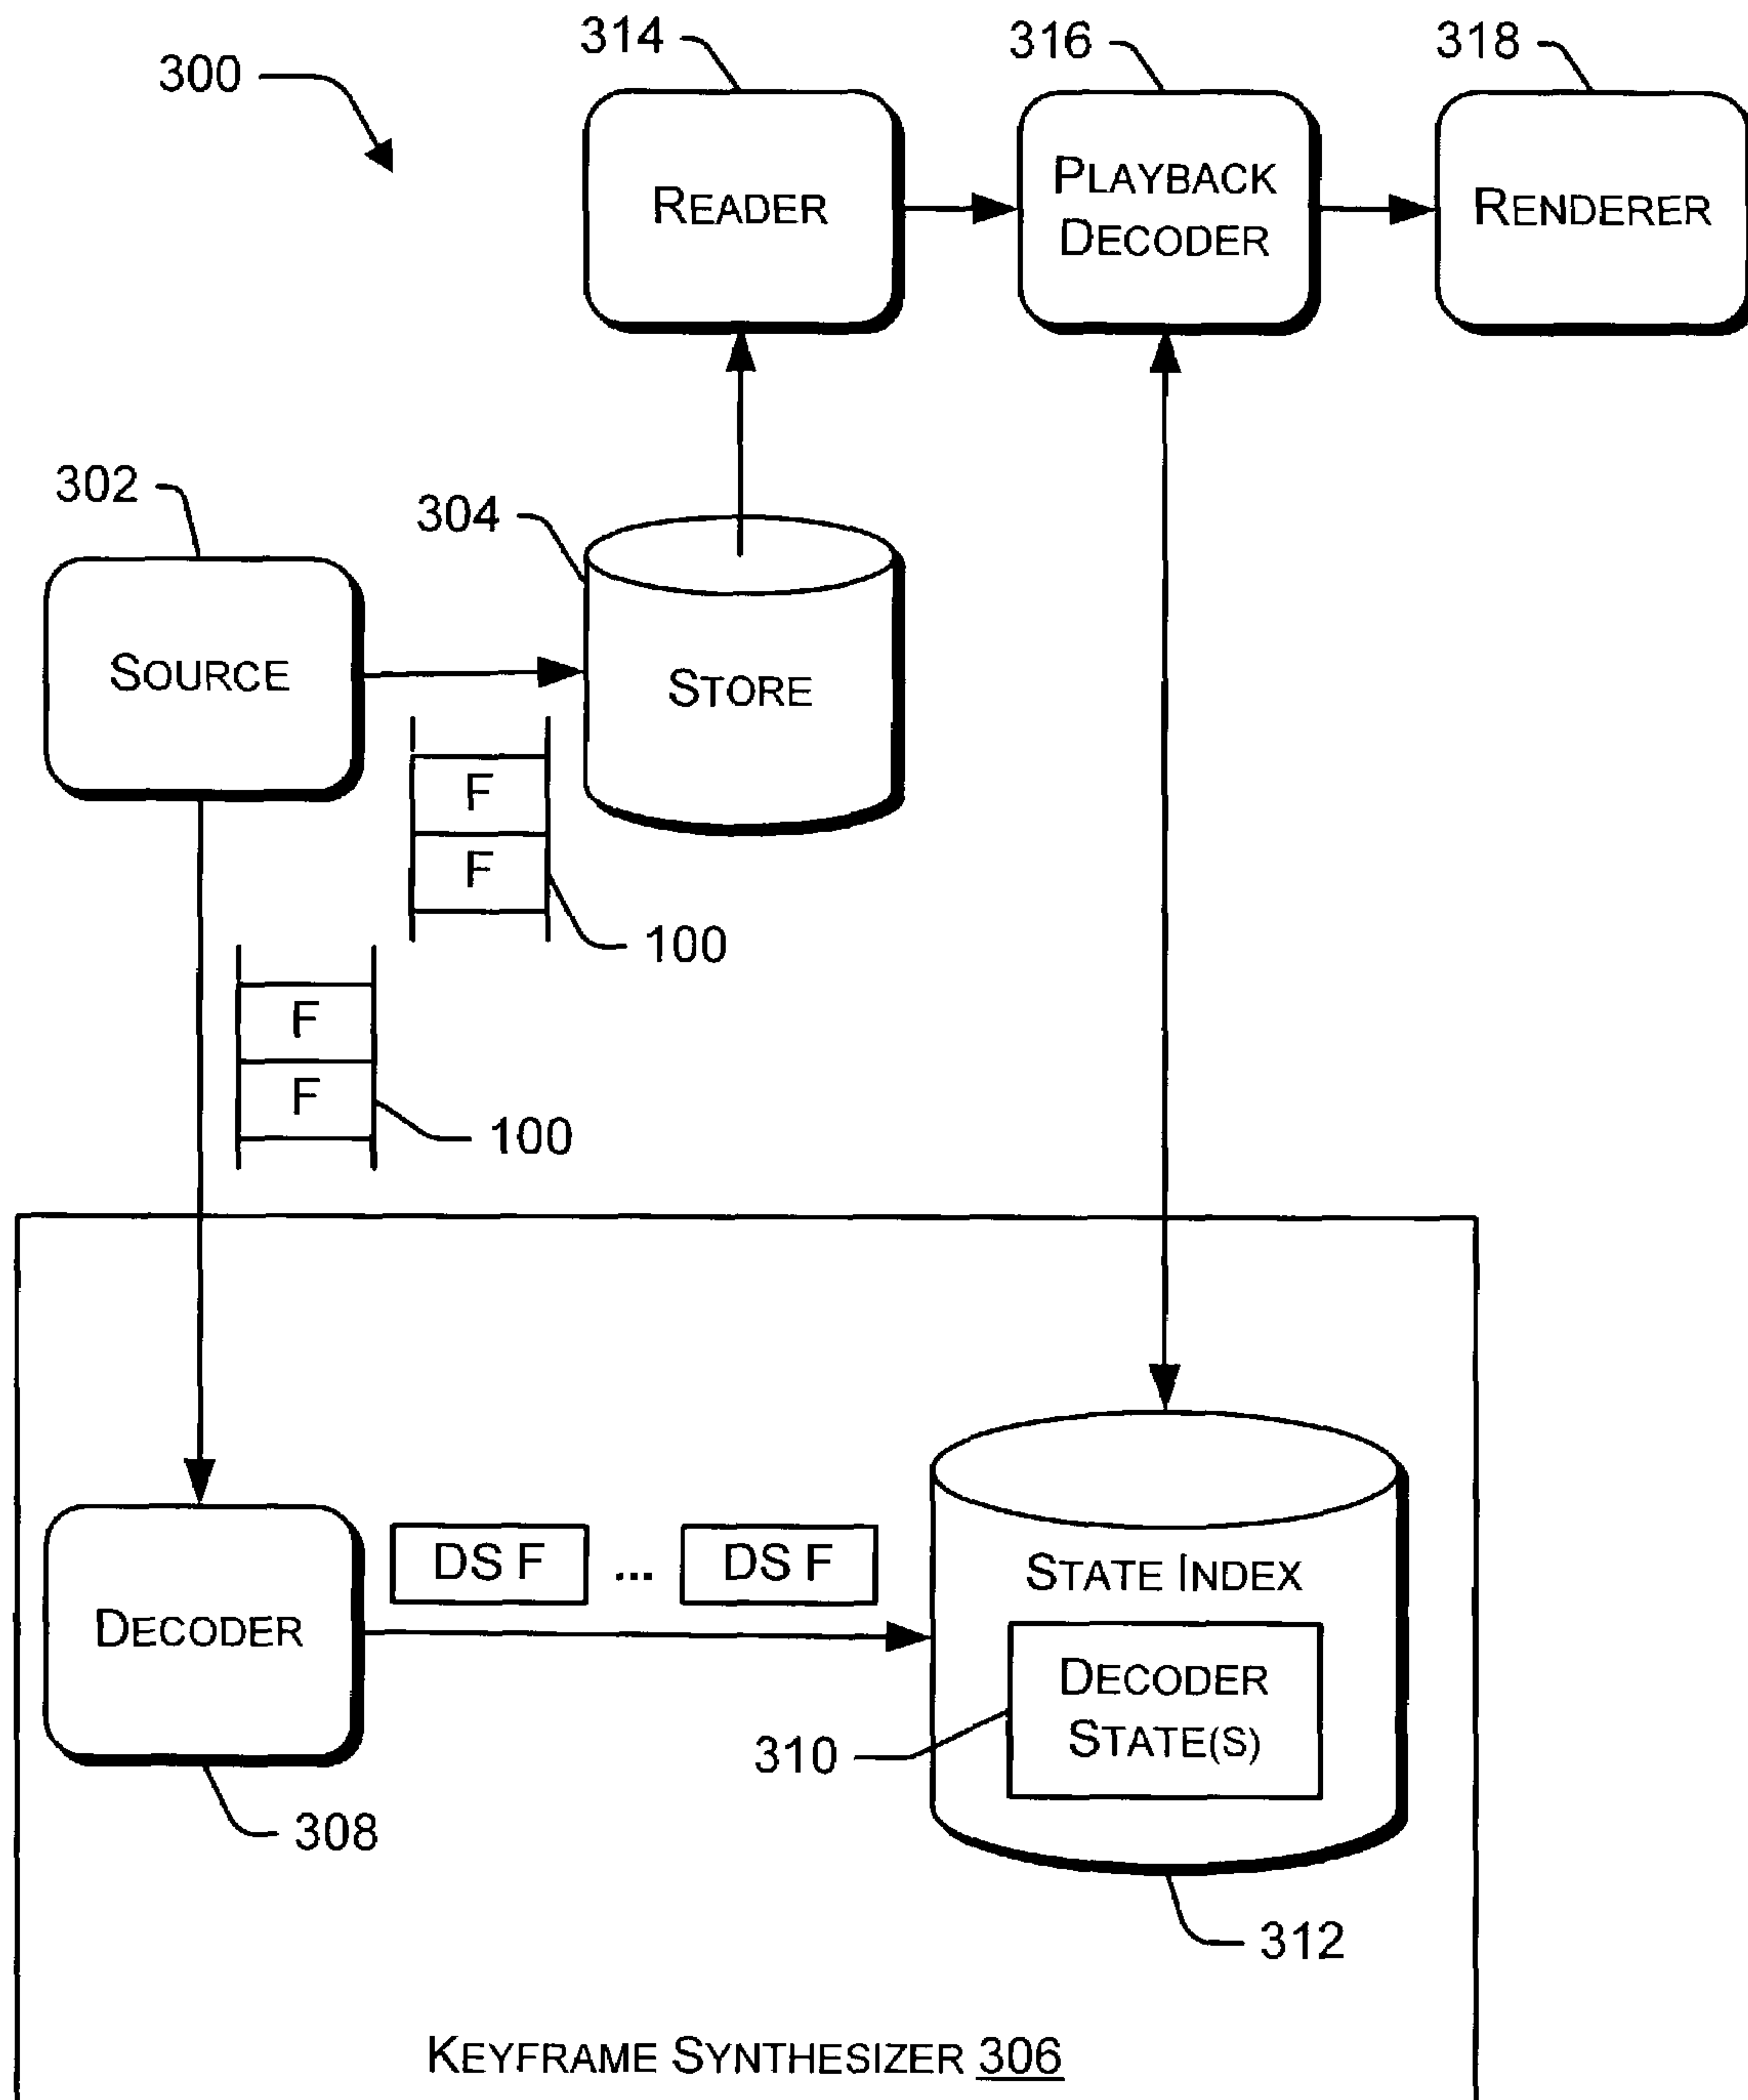 300
314
316
318
READER
PLAYBACK
DECODER
RENDERER
302
304
SOURCE
STORE
F
F
100
F
F
100
DECODER
DS F ... DS F
STATE INDEX
DECODER
STATE(S)
310
308
312
KEYFRAME SYNTHESIZER 306